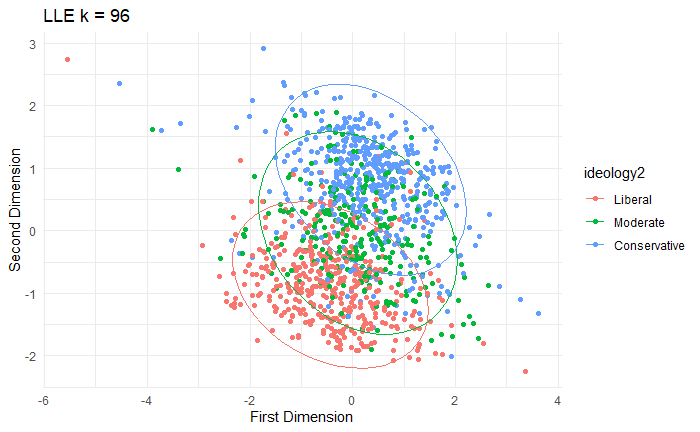 LLE k = 96
3
2
1
0
-1
-2
-6
-4
-2
0
2
4
First Dimension
Second Dimension
ideology2
Liberal
Moderate
Conservative